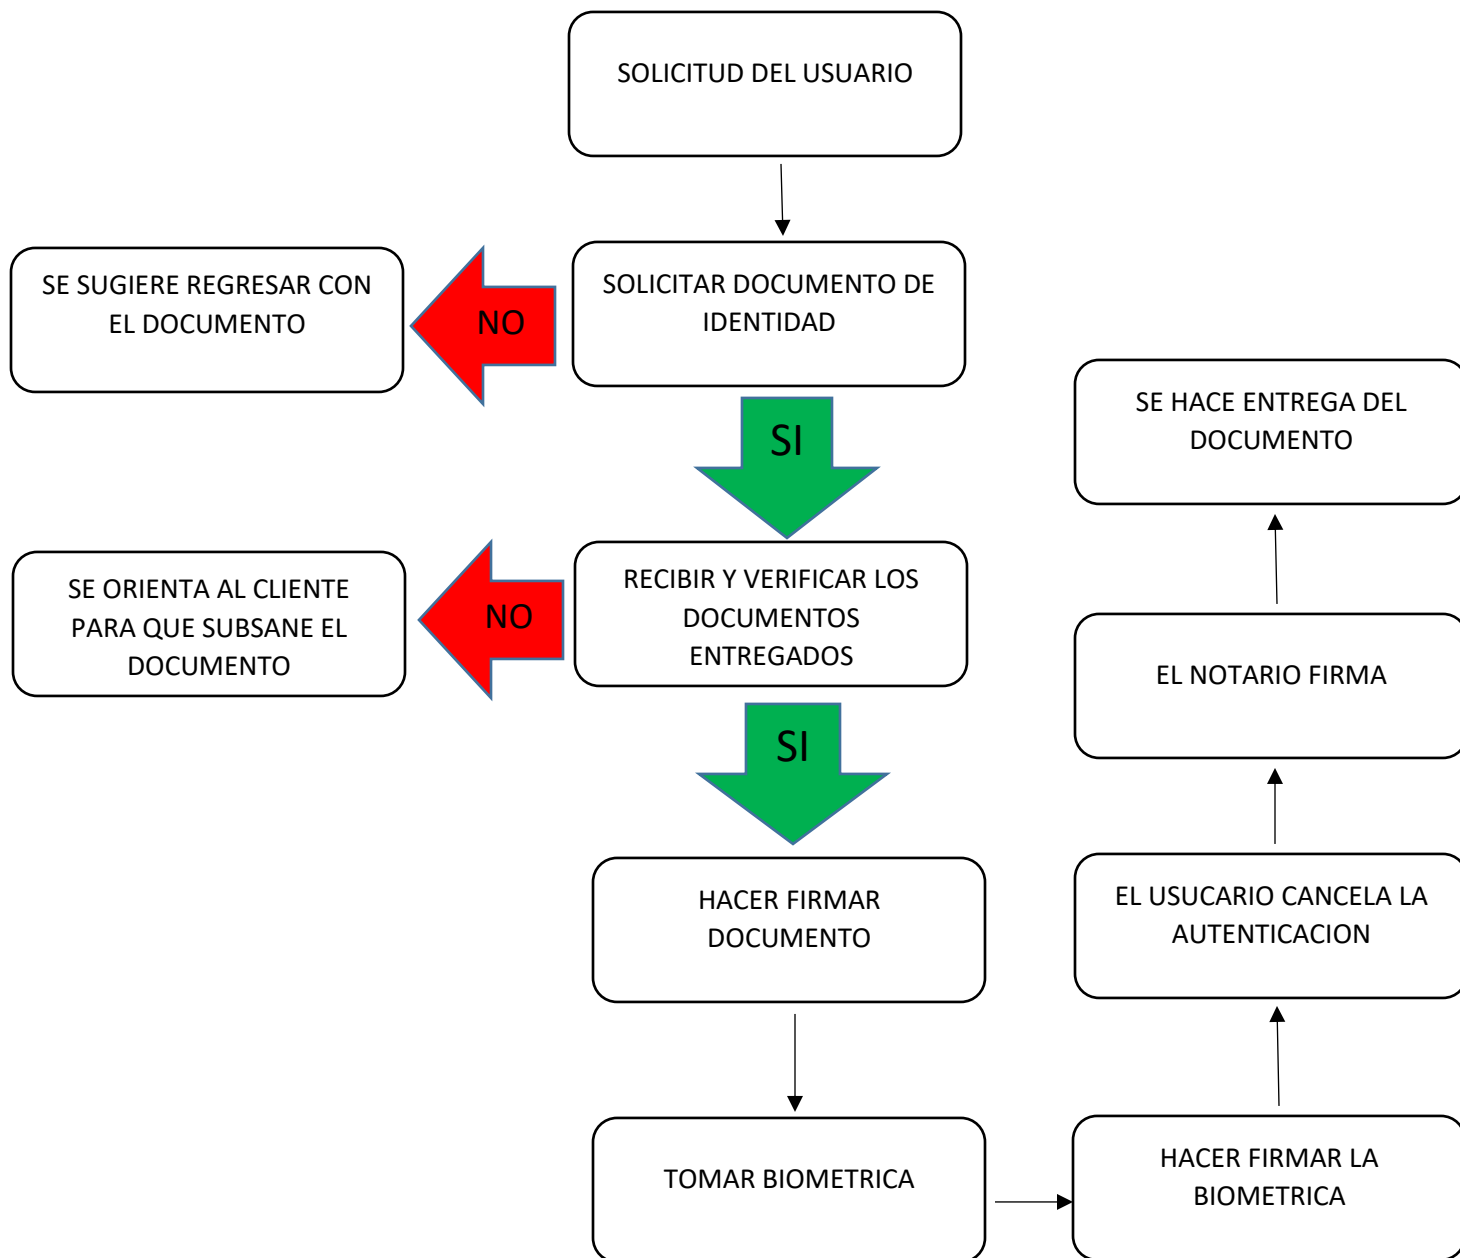 SOLICITUD DEL USUARIO
SE SUGIERE REGRESAR CON
EL DOCUMENTO
NO
SOLICITAR DOCUMENTO DE
IDENTIDAD
SI
SE ORIENTA AL CLIENTE
PARA QUE SUBSANE EL
DOCUMENTO
NO
RECIBIR Y VERIFICAR LOS
DOCUMENTOS
ENTREGADOS
SI
HACER FIRMAR
DOCUMENTO
TOMAR BIOMETRICA
HACER FIRMAR LA
BIOMETRICA
EL USUCARIO CANCELA LA
AUTENTICACION
EL NOTARIO FIRMA
SE HACE ENTREGA DEL
DOCUMENTO